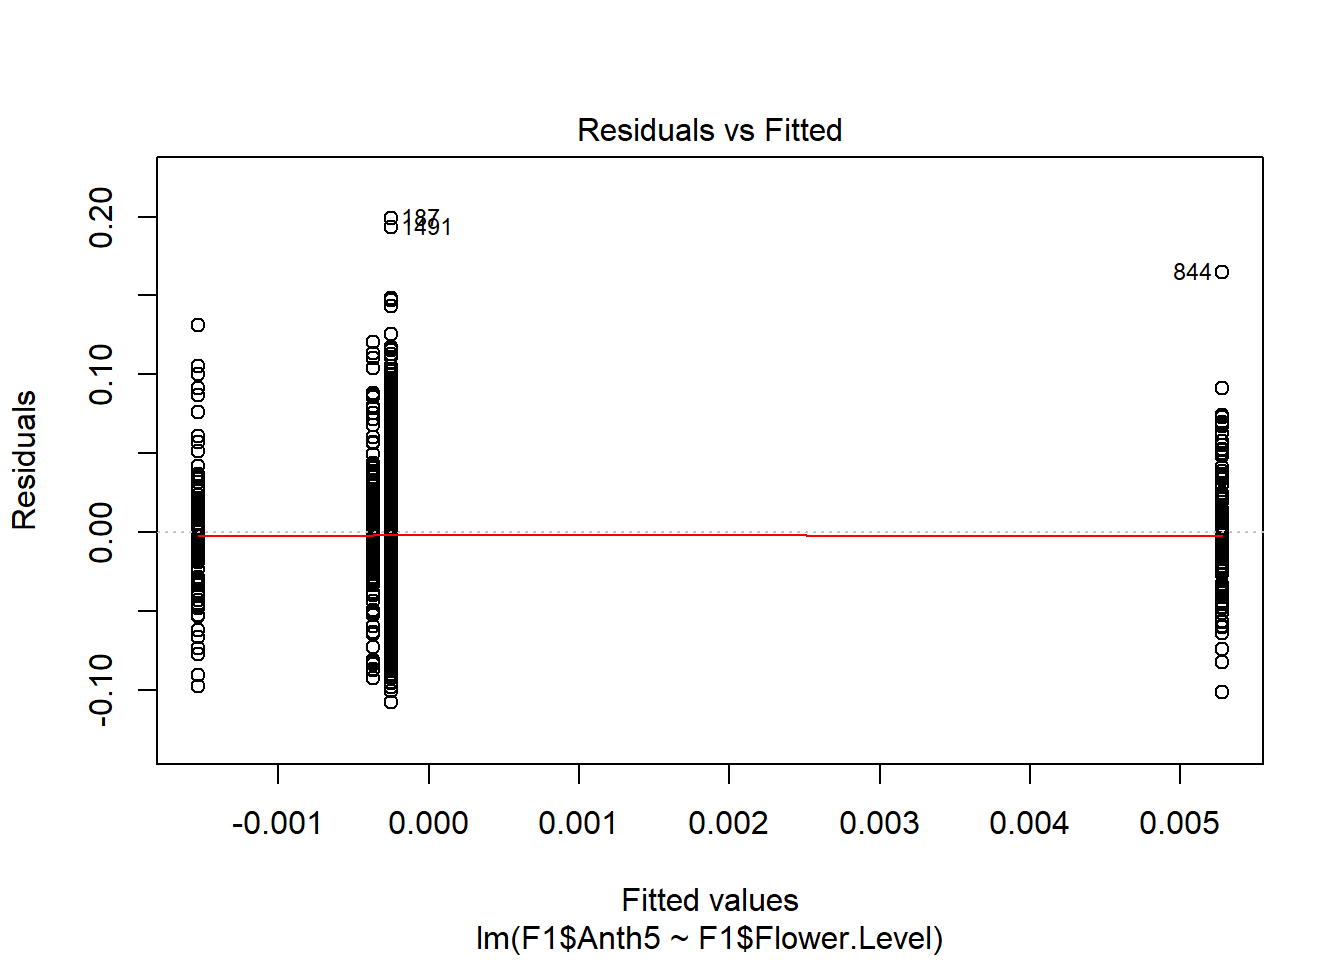 Residuals vs Fitted
Residuals
0.20
0.10
0.00
-0.10
187
1491
844
-0.001 0.000 0.001 0.002 0.003 0.004 0.005
Fitted values
lm(F1$Anth5 ~ F1$Flower.Level)